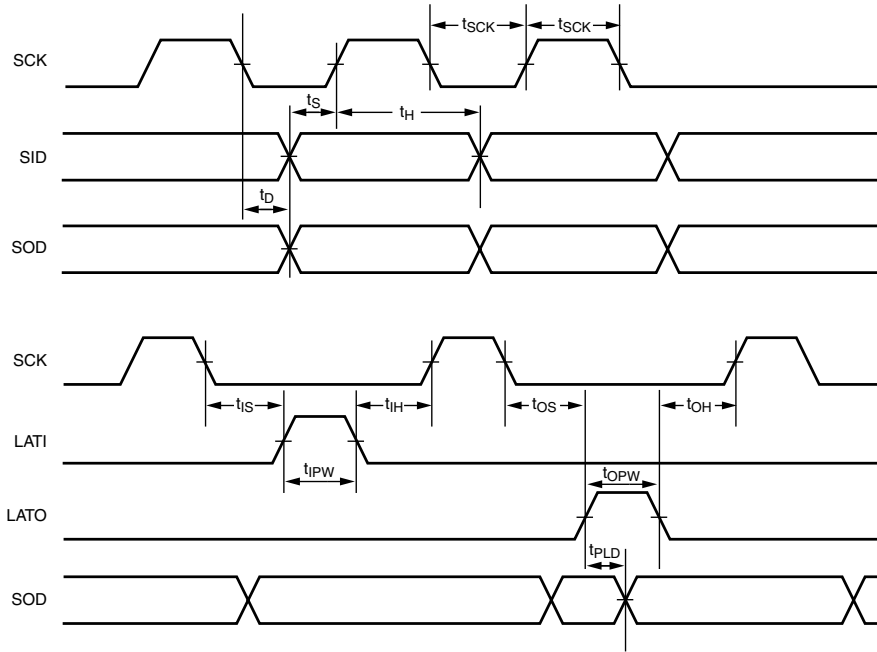 tSCK tSCK
SCK
tS tH
SID
tD
SOD
SCK
tIS tIH tOS tOH
LATI
tIPW tOPW
LATO
tPLD
SOD